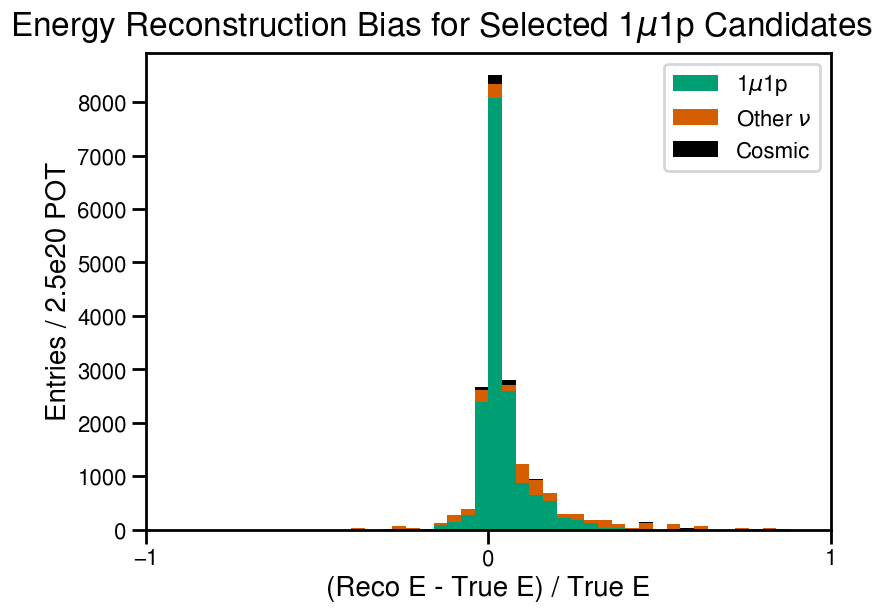 Energy Reconstruction Bias for Selected 1μ1p Candidates
1μ1p
Other ν
Cosmic
Entries / 2.5e20 POT
8000
7000
6000
5000
4000
3000
2000
1000
0
−1
0
1
(Reco E - True E) / True E